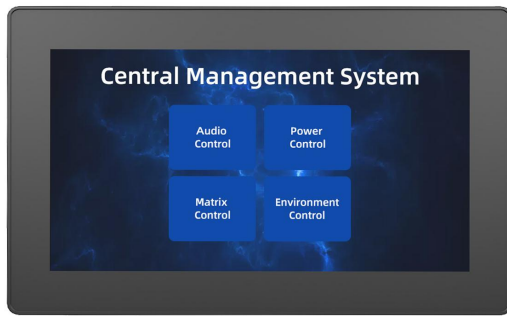 Central Management System
Audio
Control
Power
Control
Matrix
Control
Environment
Control